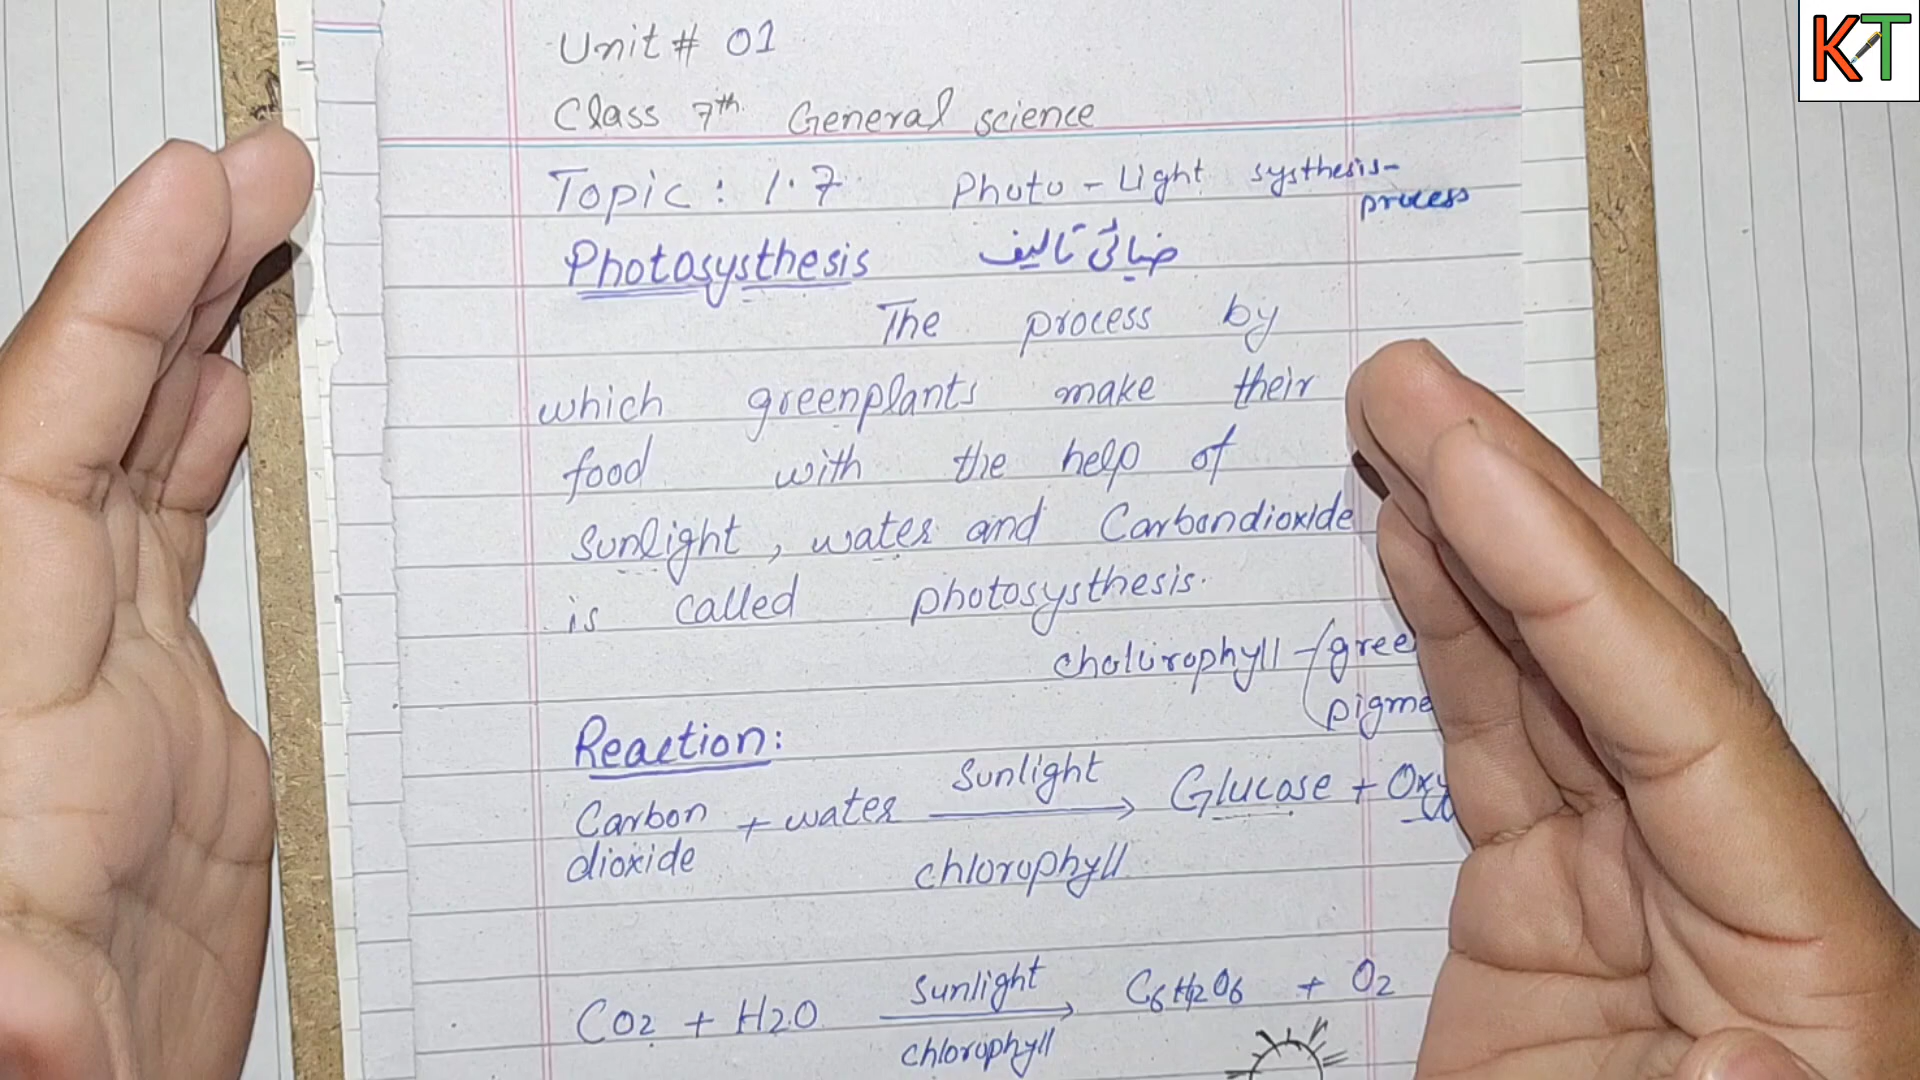 KT
Unit # 01
Class 7th General science
Topic : 1.7 Photo - Light systhesis-
process
Photosysthesis ضیائی تالیف
The process by
which greenplants make their
food with the help of
Sunlight, water and Carbondioxide
is called photosysthesis.
cholurophyll - (gree
pigme
Reaction:
Carbon dioxide + water Sunlight Glucose + Oxy
chlorophyll
CO2 + H2O Sunlight C6H12O6 + O2
chlorophyll